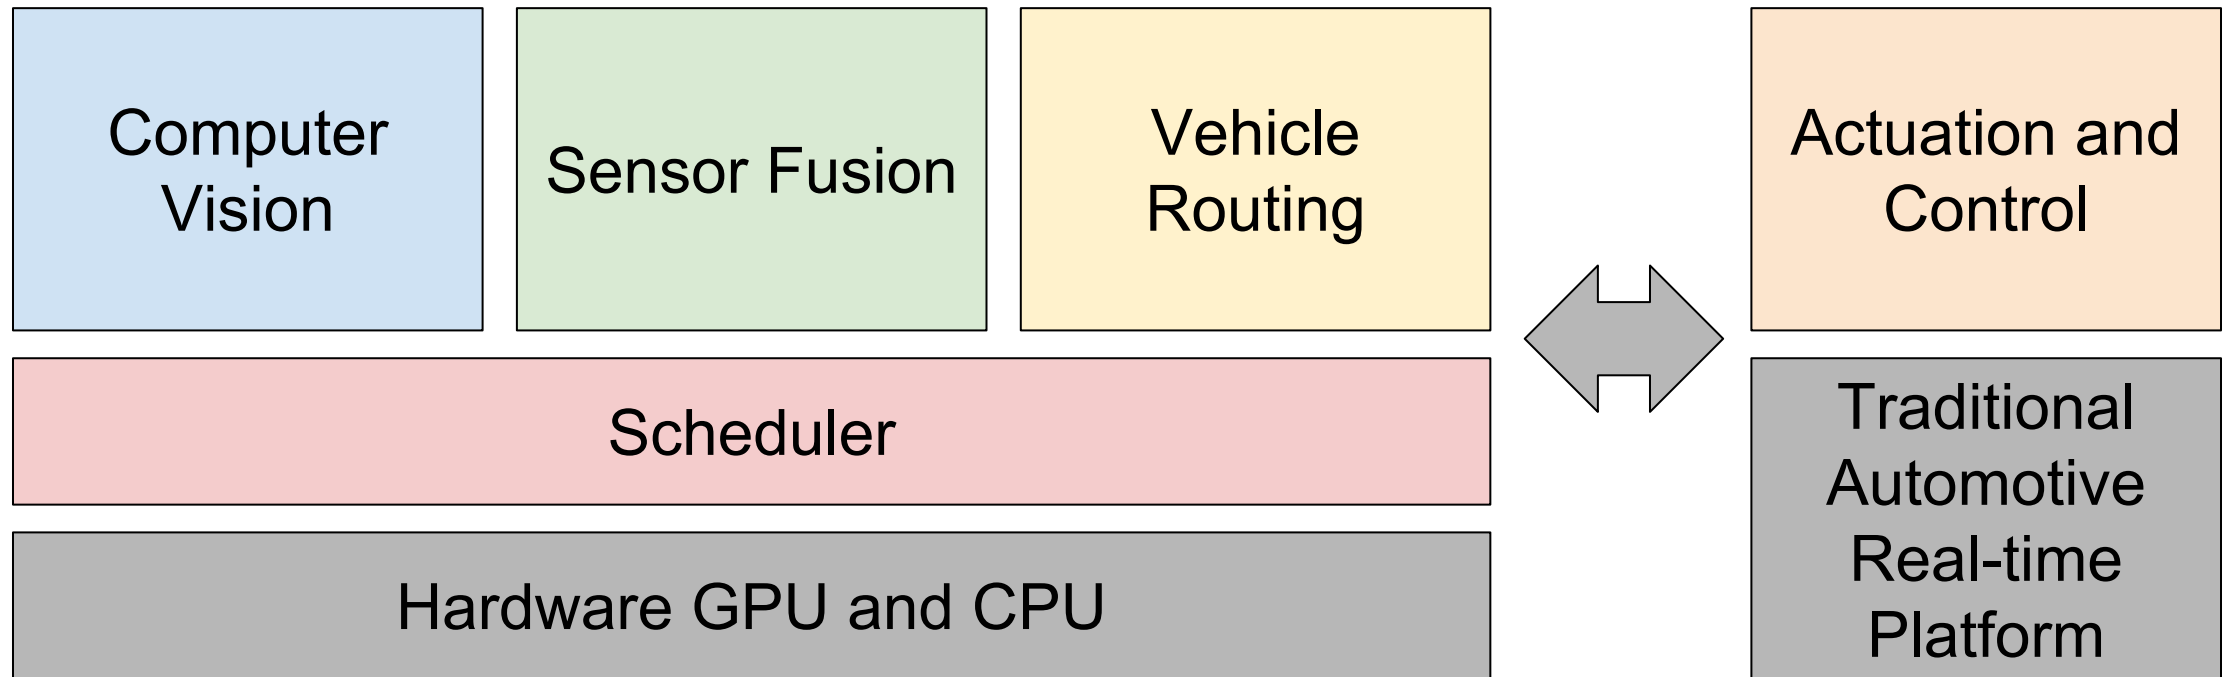 Computer
Vision
Sensor Fusion
Vehicle
Routing
Actuation and
Control
Scheduler
Hardware GPU and CPU
Traditional
Automotive
Real-time
Platform